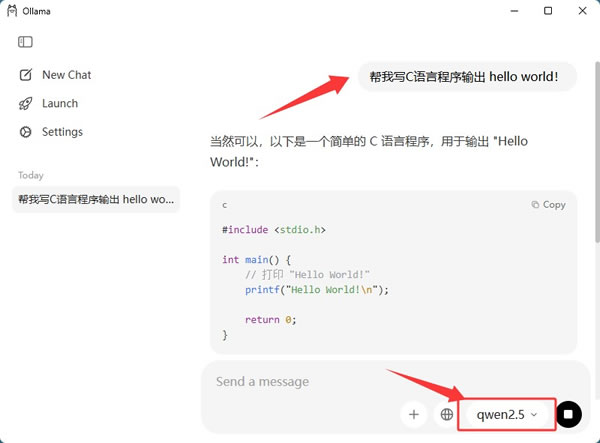 Ollama
New Chat
Launch
Settings
Today
帮我写C语言程序输出 hello wo...
帮我写C语言程序输出 hello world！
当然可以，以下是一个简单的 C 语言程序，用于输出 "Hello
World!"：
c
Copy
#include <stdio.h>
int main() {
// 打印 "Hello World!"
printf("Hello World!\n");
return 0;
}
Send a message
qwen2.5